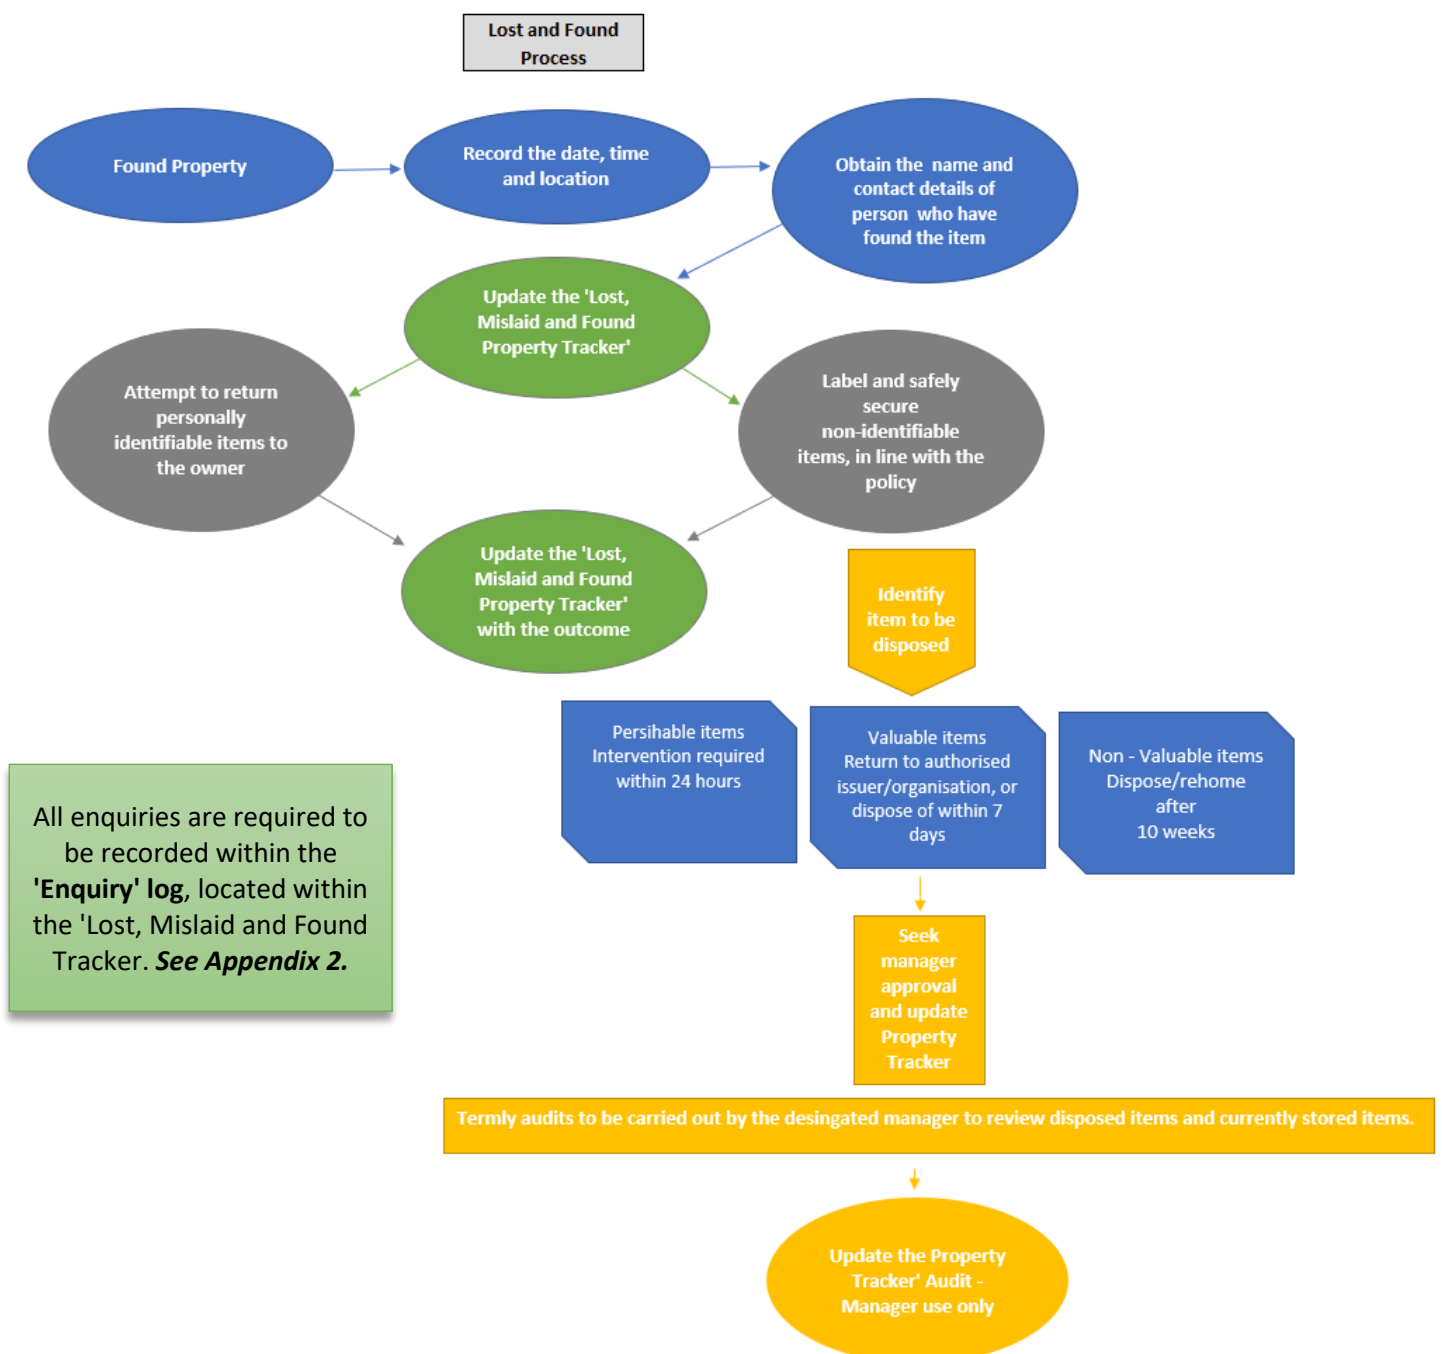 Lost and Found
Process
Found Property
Record the date, time
and location
Obtain the name and
contact details of
person who have
found the item
Update the 'Lost,
Mislaid and Found
Property Tracker'
Attempt to return
personally
identifiable items to
the owner
Label and safely
secure
non-identifiable
items, in line with the
policy
Update the 'Lost,
Mislaid and Found
Property Tracker'
with the outcome
Identify
item to be
disposed
Persihable items
Intervention required
within 24 hours
Valuable items
Return to authorised
issuer/organisation, or
dispose of within 7
days
Non - Valuable items
Dispose/rehome
after
10 weeks
All enquiries are required to
be recorded within the
'Enquiry' log, located within
the 'Lost, Mislaid and Found
Tracker. See Appendix 2.
Seek
manager
approval
and update
Property
Tracker
Termly audits to be carried out by the desingated manager to review disposed items and currently stored items.
Update the Property
Tracker' Audit -
Manager use only